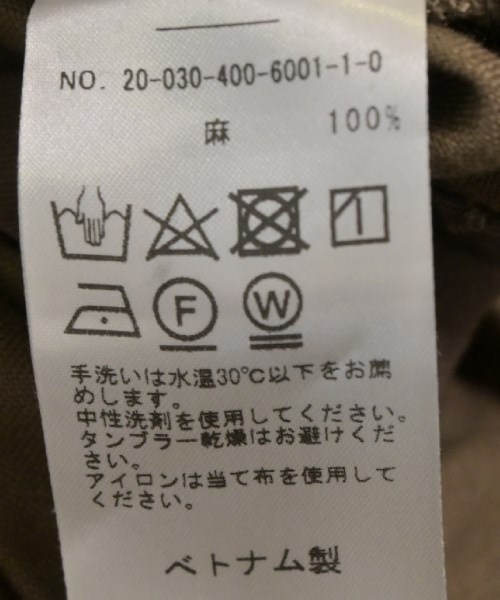 NO. 20-030-400-6001-1-0
麻 100%
F W
手洗いは水温30℃以下をお薦
めします。
中性洗剤を使用してください。
タンブラー乾燥はお避けくだ
さい。
アイロンは当て布を使用して
ください。
ベトナム製